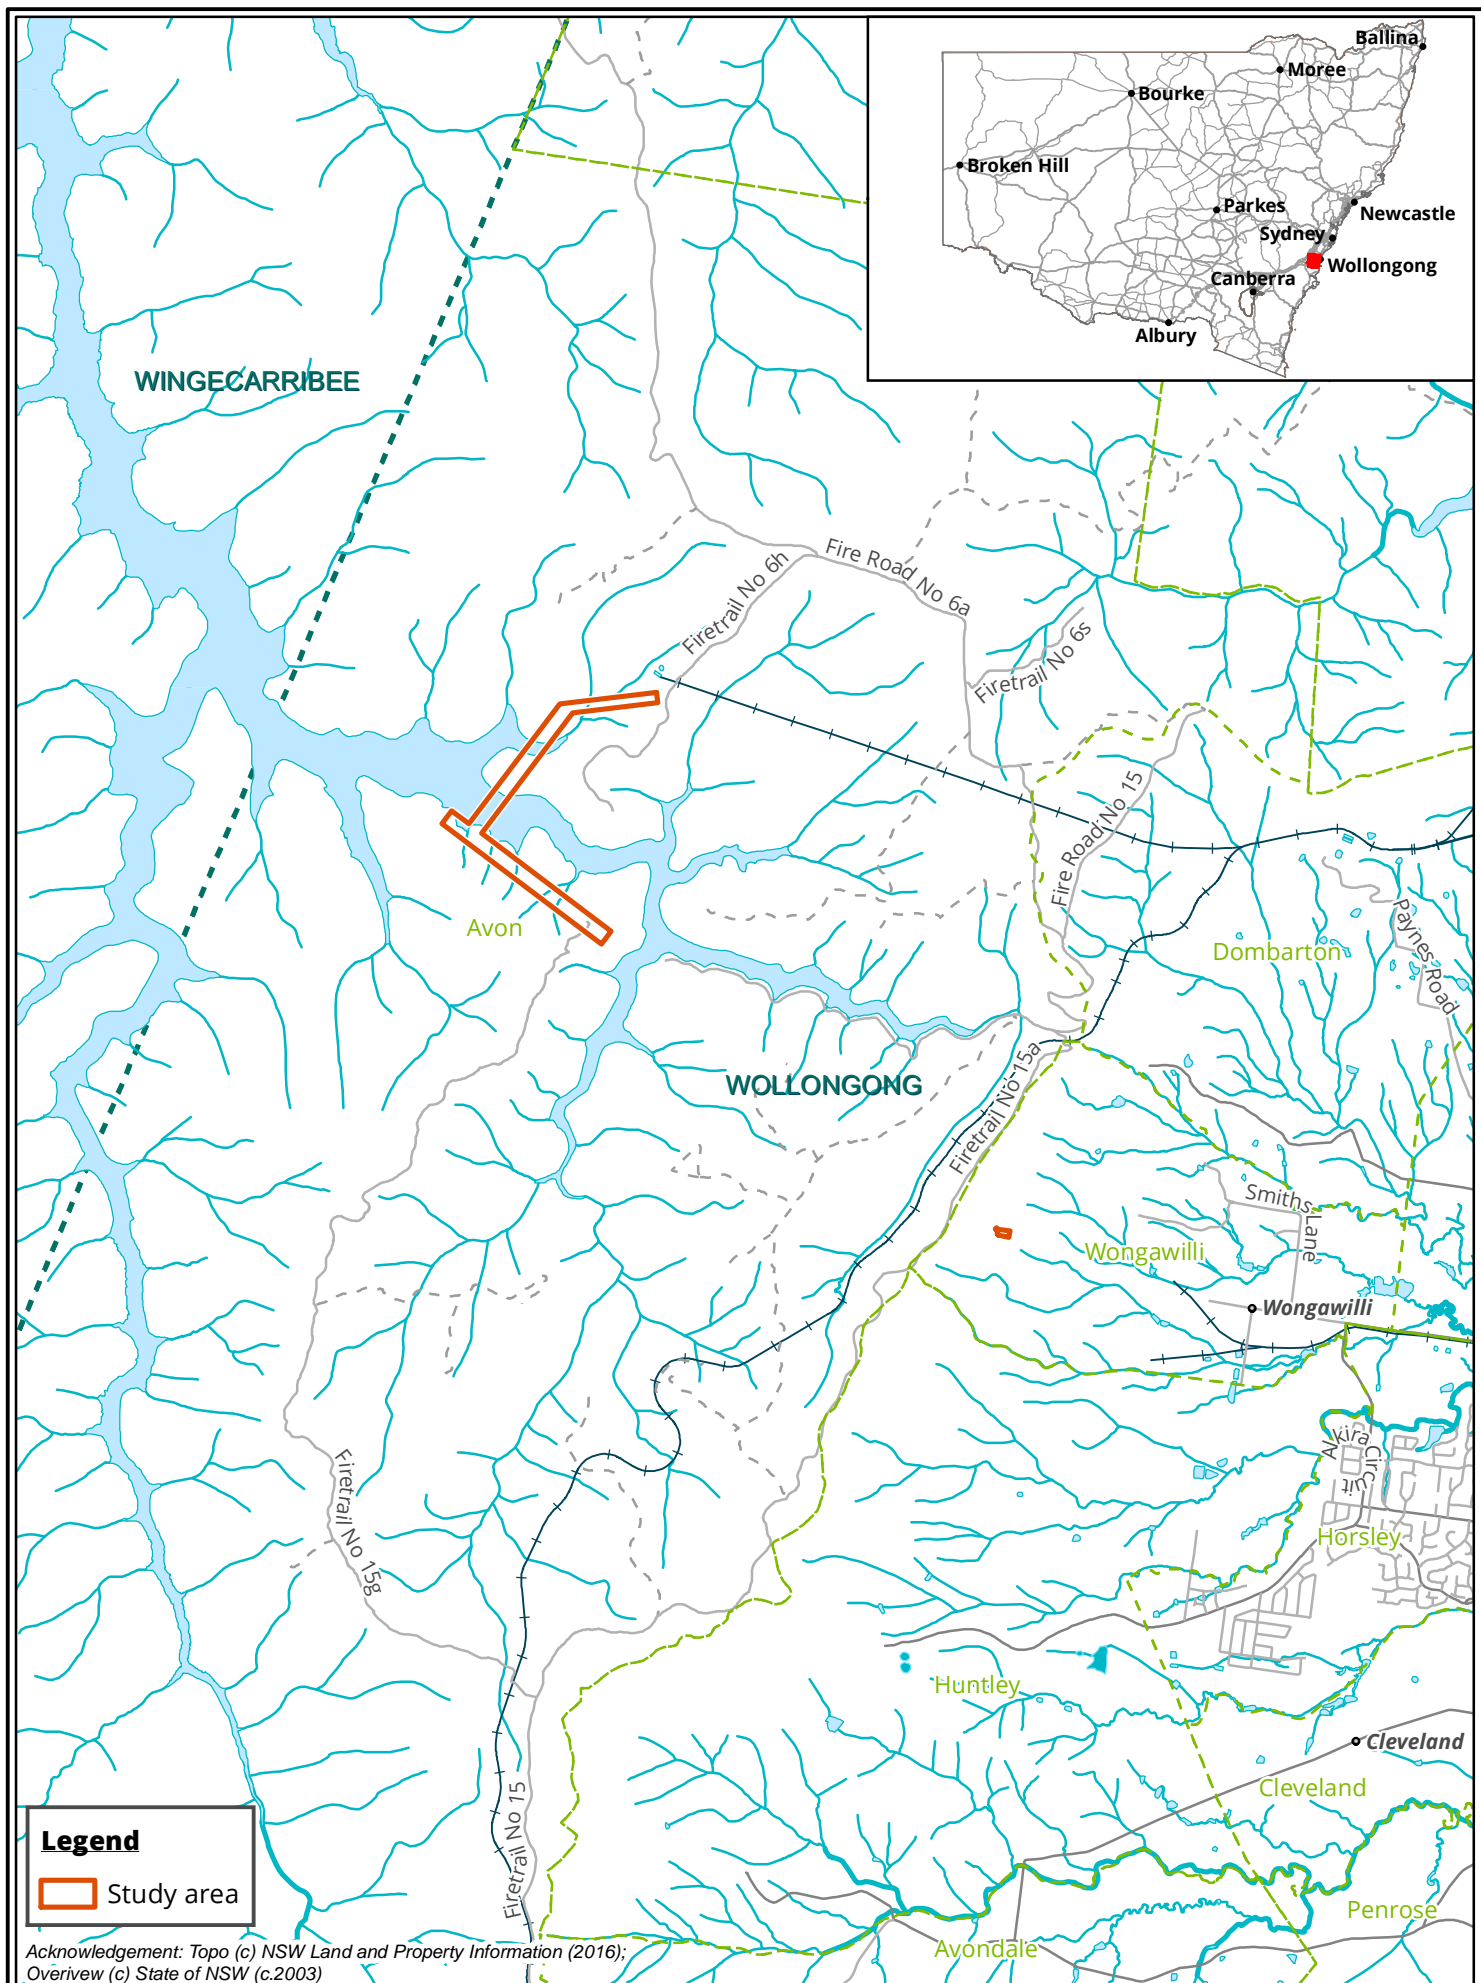 Ballina
Moree
Bourke
Broken Hill
Parkes
Newcastle
Sydney
Wollongong
Canberra
Albury
WINGECARRIBEE
Fire Road No 6a
Firetrail No 6h
Firetrail No 6s
Fire Road No 15
Paynes Road
Avon
Dombarton
WOLLONGONG
Firetrail No 15a
Smiths Lane
Wongawilli
Wongawilli
Akira Circuit
Firetrail No 15g
Horsley
Huntley
Cleveland
Cleveland
Firetrail No 15
Penrose
Avondale
Legend
Study area
Acknowledgement: Topo (c) NSW Land and Property Information (2016);
Overivew (c) State of NSW (c.2003)